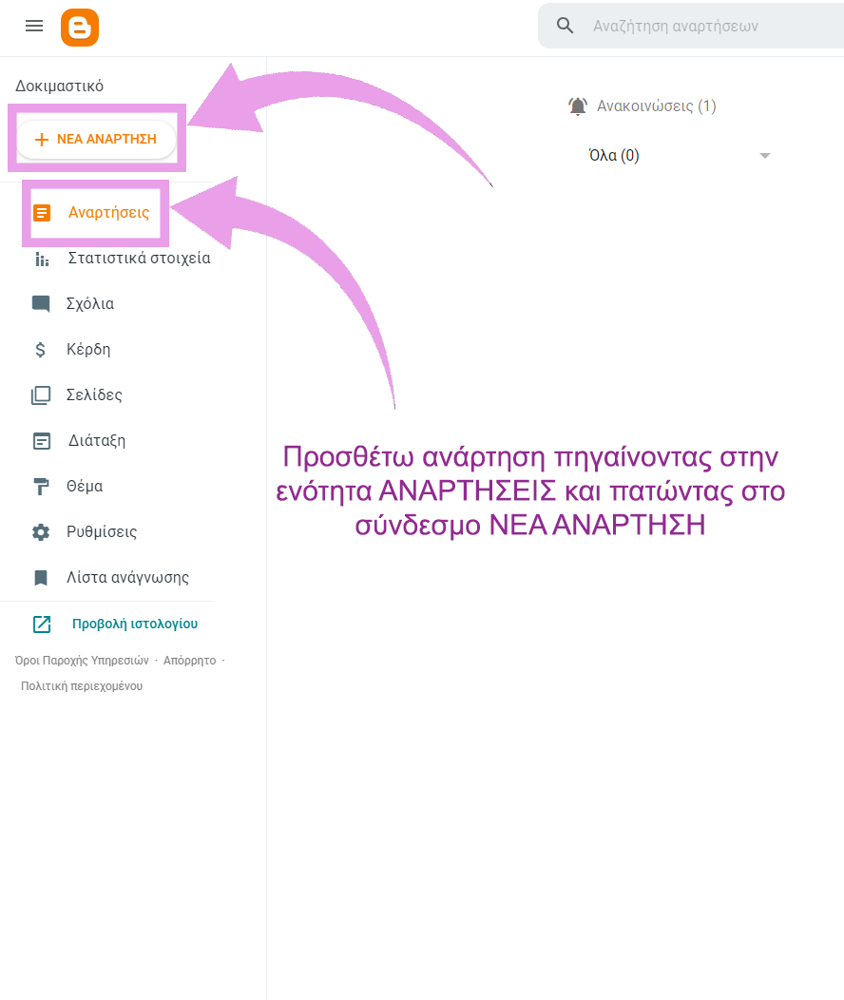 Αναζήτηση αναρτήσεων
Δοκιμαστικό
Ανακοινώσεις (1)
+ ΝΕΑ ΑΝΑΡΤΗΣΗ
Όλα (0)
Αναρτήσεις
Στατιστικά στοιχεία
Σχόλια
Κέρδη
Σελίδες
Διάταξη
Θέμα
Ρυθμίσεις
Λίστα ανάγνωσης
Προβολή ιστολογίου
Όροι Παροχής Υπηρεσιών · Απόρρητο ·
Πολιτική περιεχομένου
Προσθέτω ανάρτηση πηγαίνοντας στην
ενότητα ΑΝΑΡΤΗΣΕΙΣ και πατώντας στο
σύνδεσμο ΝΕΑ ΑΝΑΡΤΗΣΗ